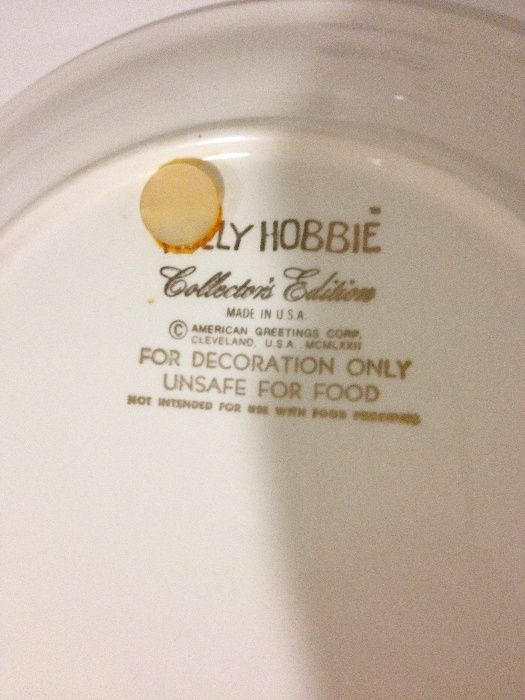 LY HOBBIE
Collector's Edition
MADE IN U.S.A.
© AMERICAN GREETINGS CORP.
CLEVELAND, U.S.A. MCMLXXII
FOR DECORATION ONLY
UNSAFE FOR FOOD
NOT INTENDED FOR USE WITH FOOD